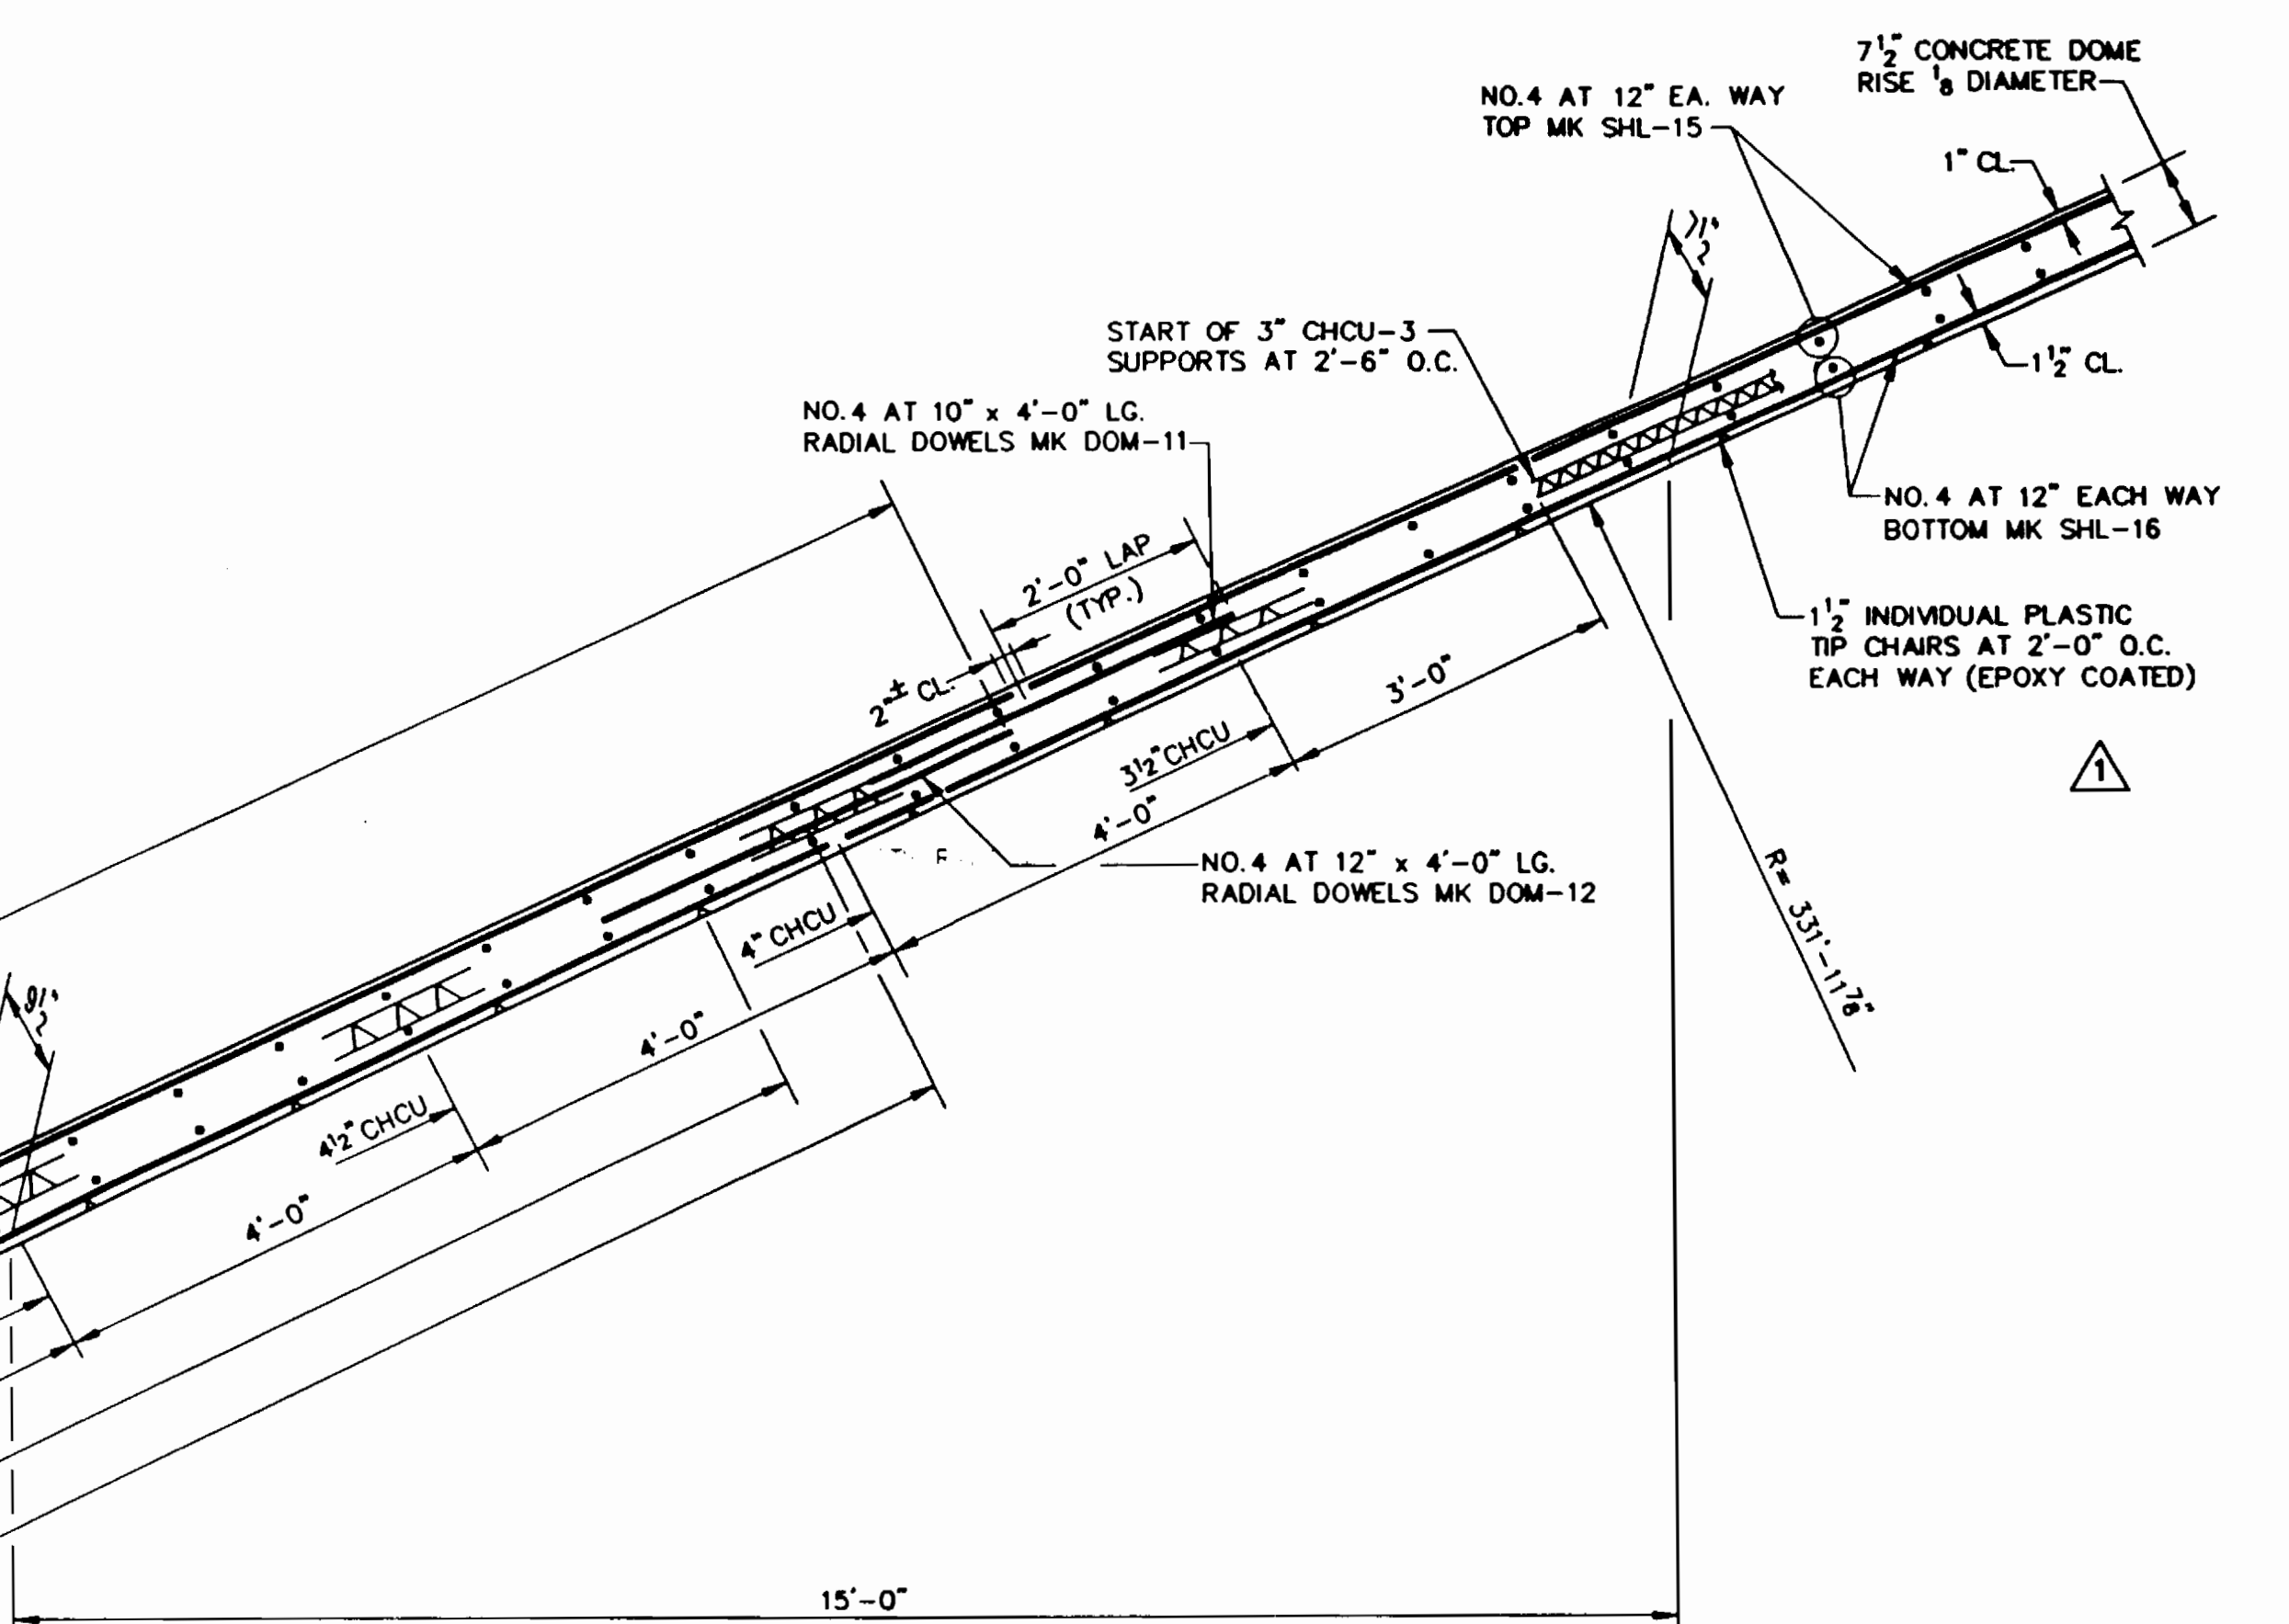 7½" CONCRETE DOME
RISE ⅛ DIAMETER
NO.4 AT 12" EA. WAY
TOP MK SHL-15
1" CL.
7½"
START OF 3" CHCU-3
SUPPORTS AT 2'-6" O.C.
1½" CL.
NO.4 AT 10" x 4'-0" LG.
RADIAL DOWELS MK DOM-11
NO.4 AT 12" EACH WAY
BOTTOM MK SHL-16
2'-0" LAP
(TYP.)
1½" INDIVIDUAL PLASTIC
TIP CHAIRS AT 2'-0" O.C.
EACH WAY (EPOXY COATED)
2"± CL.
3'-0"
3½" CHCU
1
4'-0"
NO.4 AT 12" x 4'-0" LG.
RADIAL DOWELS MK DOM-12
4" CHCU
R= 331'-11⅞"
4'-0"
4½" CHCU
4'-0"
15'-0"